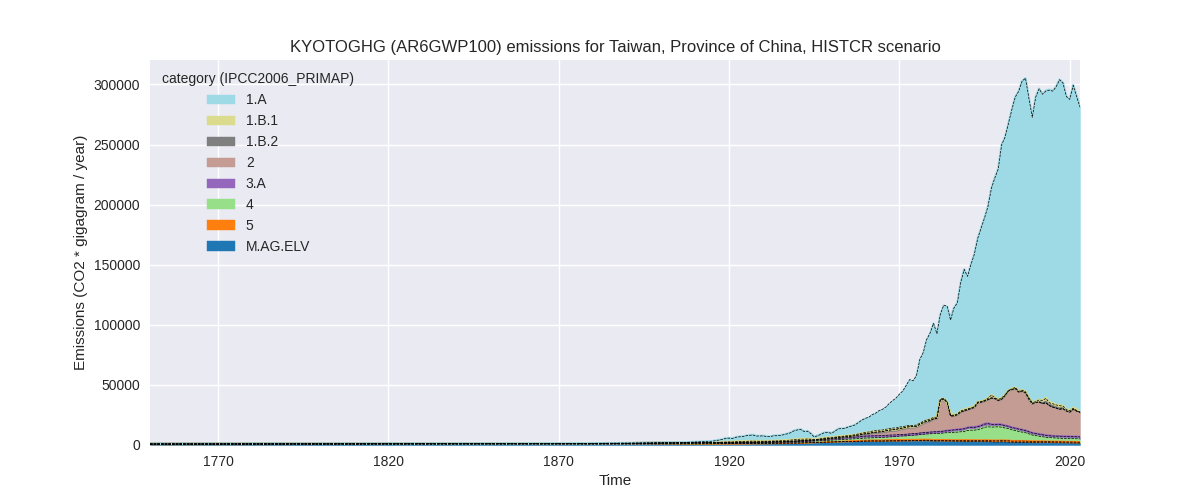 KYOTOGHG (AR6GWP100) emissions for Taiwan, Province of China, HISTCR scenario
category (IPCC2006_PRIMAP)
1.A
1.B.1
1.B.2
2
3.A
4
5
M.AG.ELV
Emissions (CO2 * gigagram / year)
300000
250000
200000
150000
100000
50000
0
1770
1820
1870
1920
1970
2020
Time